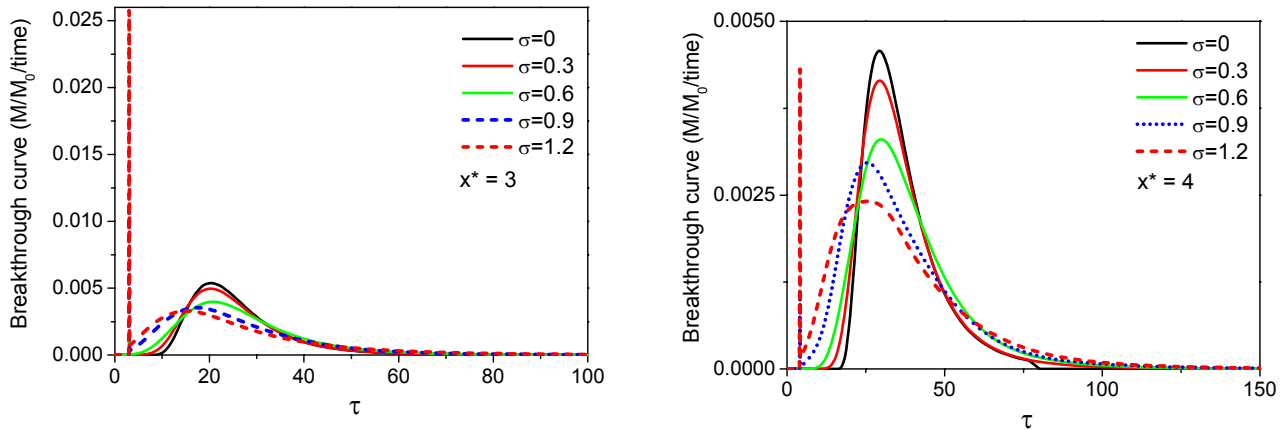 Breakthrough curve (M/M₀/time)
0.025
0.020
0.015
0.010
0.005
0.000
0 20 40 60 80 100
τ
σ=0
σ=0.3
σ=0.6
σ=0.9
σ=1.2
x* = 3
Breakthrough curve (M/M₀/time)
0.0050
0.0025
0.0000
0 50 100 150
τ
σ=0
σ=0.3
σ=0.6
σ=0.9
σ=1.2
x* = 4